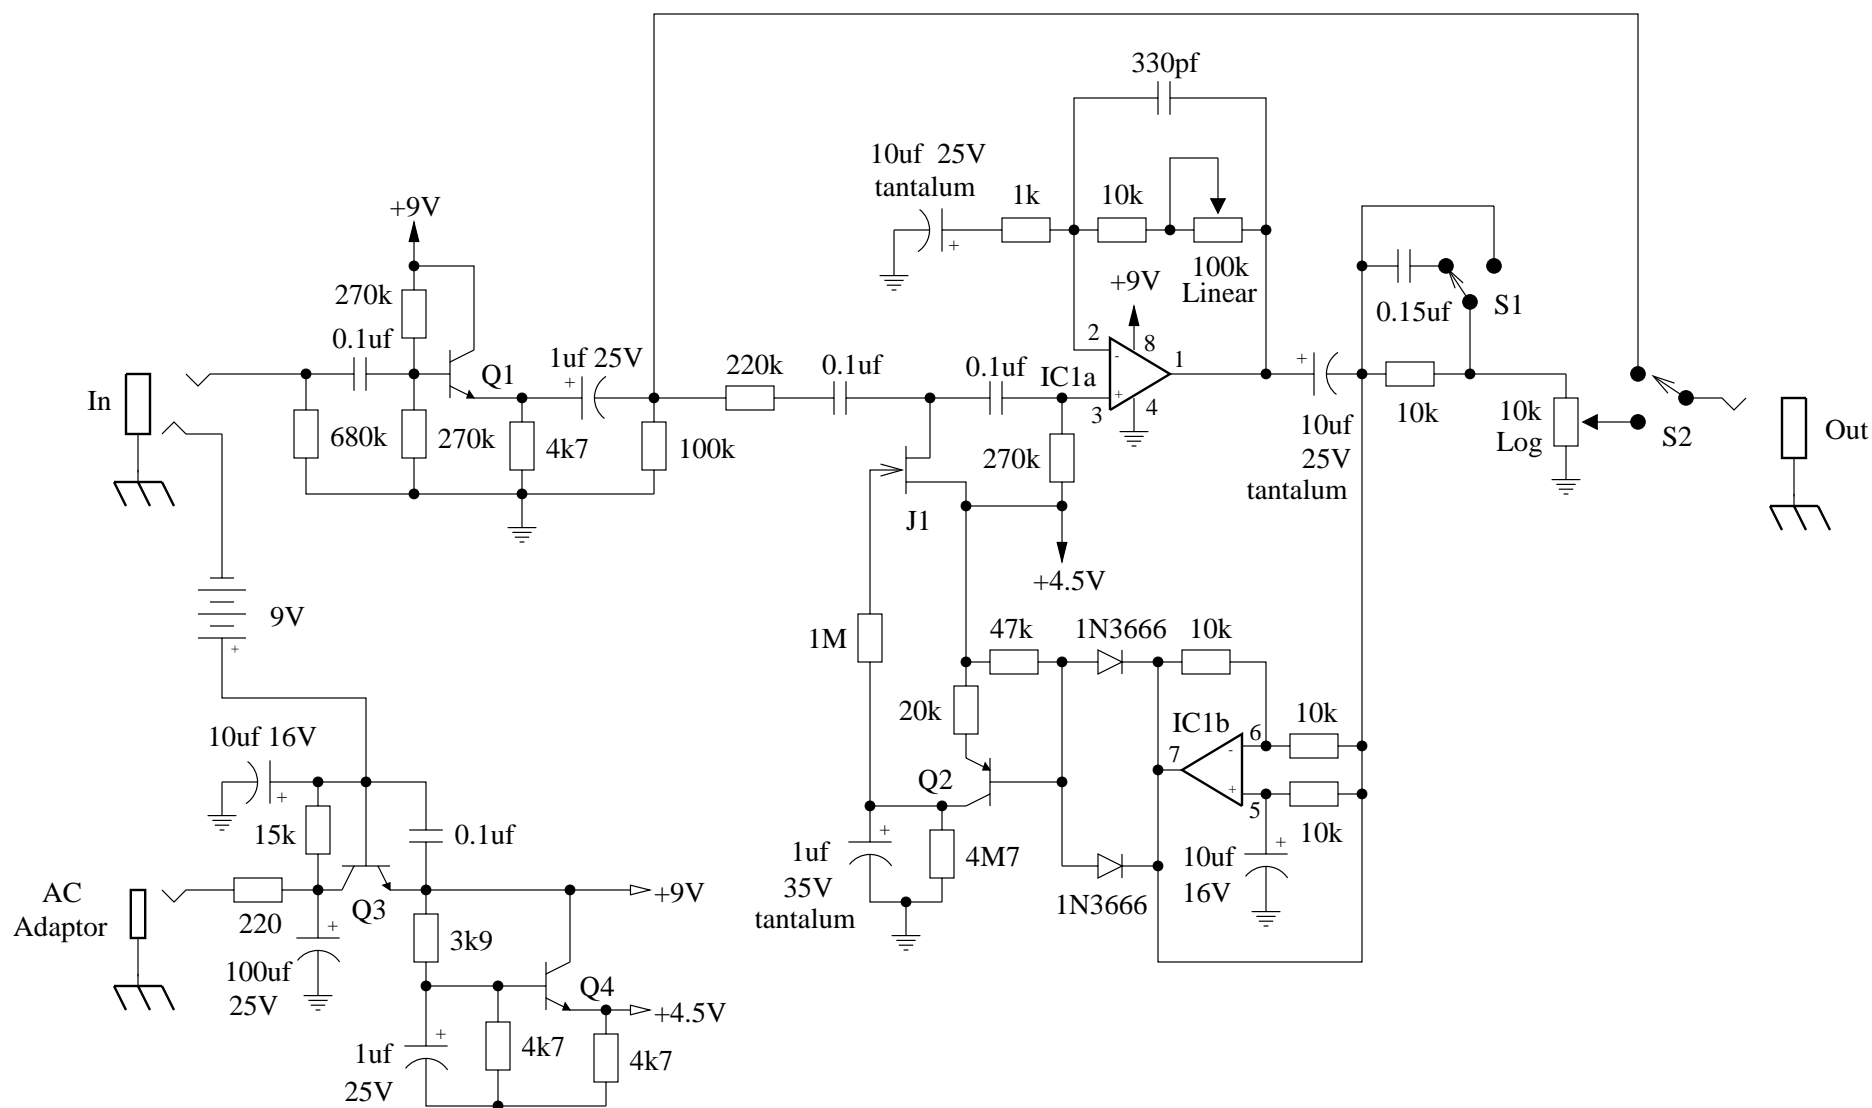 330pf
10uf 25V
tantalum
1k
10k
100k
Linear
+9V
+9V
270k
0.1uf
Q1
1uf 25V
220k
0.1uf
0.1uf
IC1a
2
-
8
1
3
+
4
+
+
+
0.15uf
S1
In
680k
270k
4k7
100k
270k
10uf
25V
tantalum
10k
10k
Log
S2
Out
J1
+4.5V
9V
+
1M
47k
1N3666
10k
20k
IC1b
6
-
7
+
5
10k
10k
Q2
10uf 16V
+
15k
0.1uf
1uf
35V
tantalum
+
4M7
1N3666
10uf
16V
+
AC
Adaptor
220
Q3
+9V
100uf
25V
+
3k9
Q4
+4.5V
1uf
25V
+
4k7
4k7